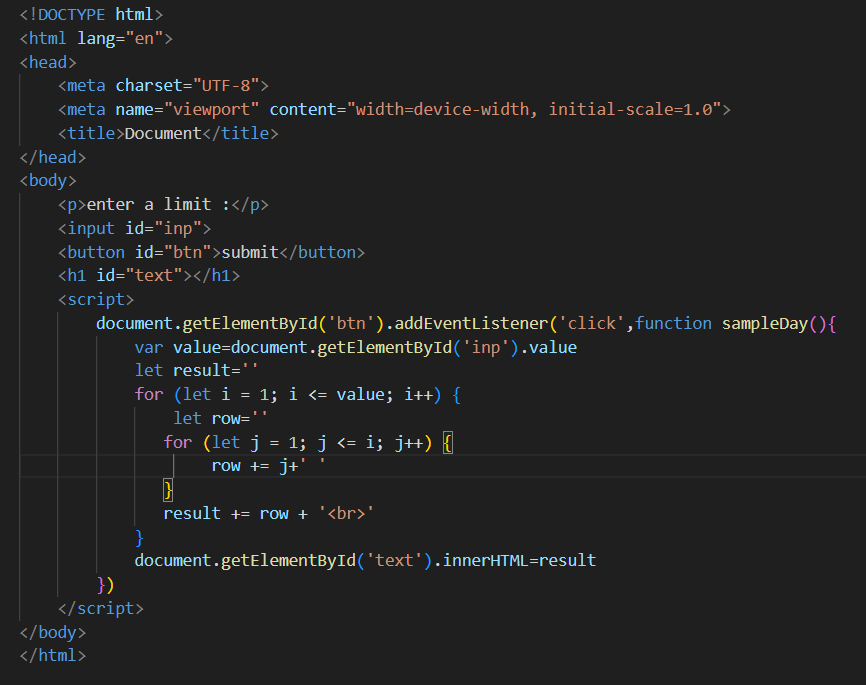 <!DOCTYPE html>
<html lang="en">
<head>
    <meta charset="UTF-8">
    <meta name="viewport" content="width=device-width, initial-scale=1.0">
    <title>Document</title>
</head>
<body>
    <p>enter a limit :</p>
    <input id="inp">
    <button id="btn">submit</button>
    <h1 id="text"></h1>
    <script>
        document.getElementById('btn').addEventListener('click',function sampleDay(){
            var value=document.getElementById('inp').value
            let result=''
            for (let i = 1; i <= value; i++) {
                let row=''
               for (let j = 1; j <= i; j++) {
                    row += j+' '
               }
               result += row + '<br>'
            }
            document.getElementById('text').innerHTML=result
        })
    </script>
</body>
</html>